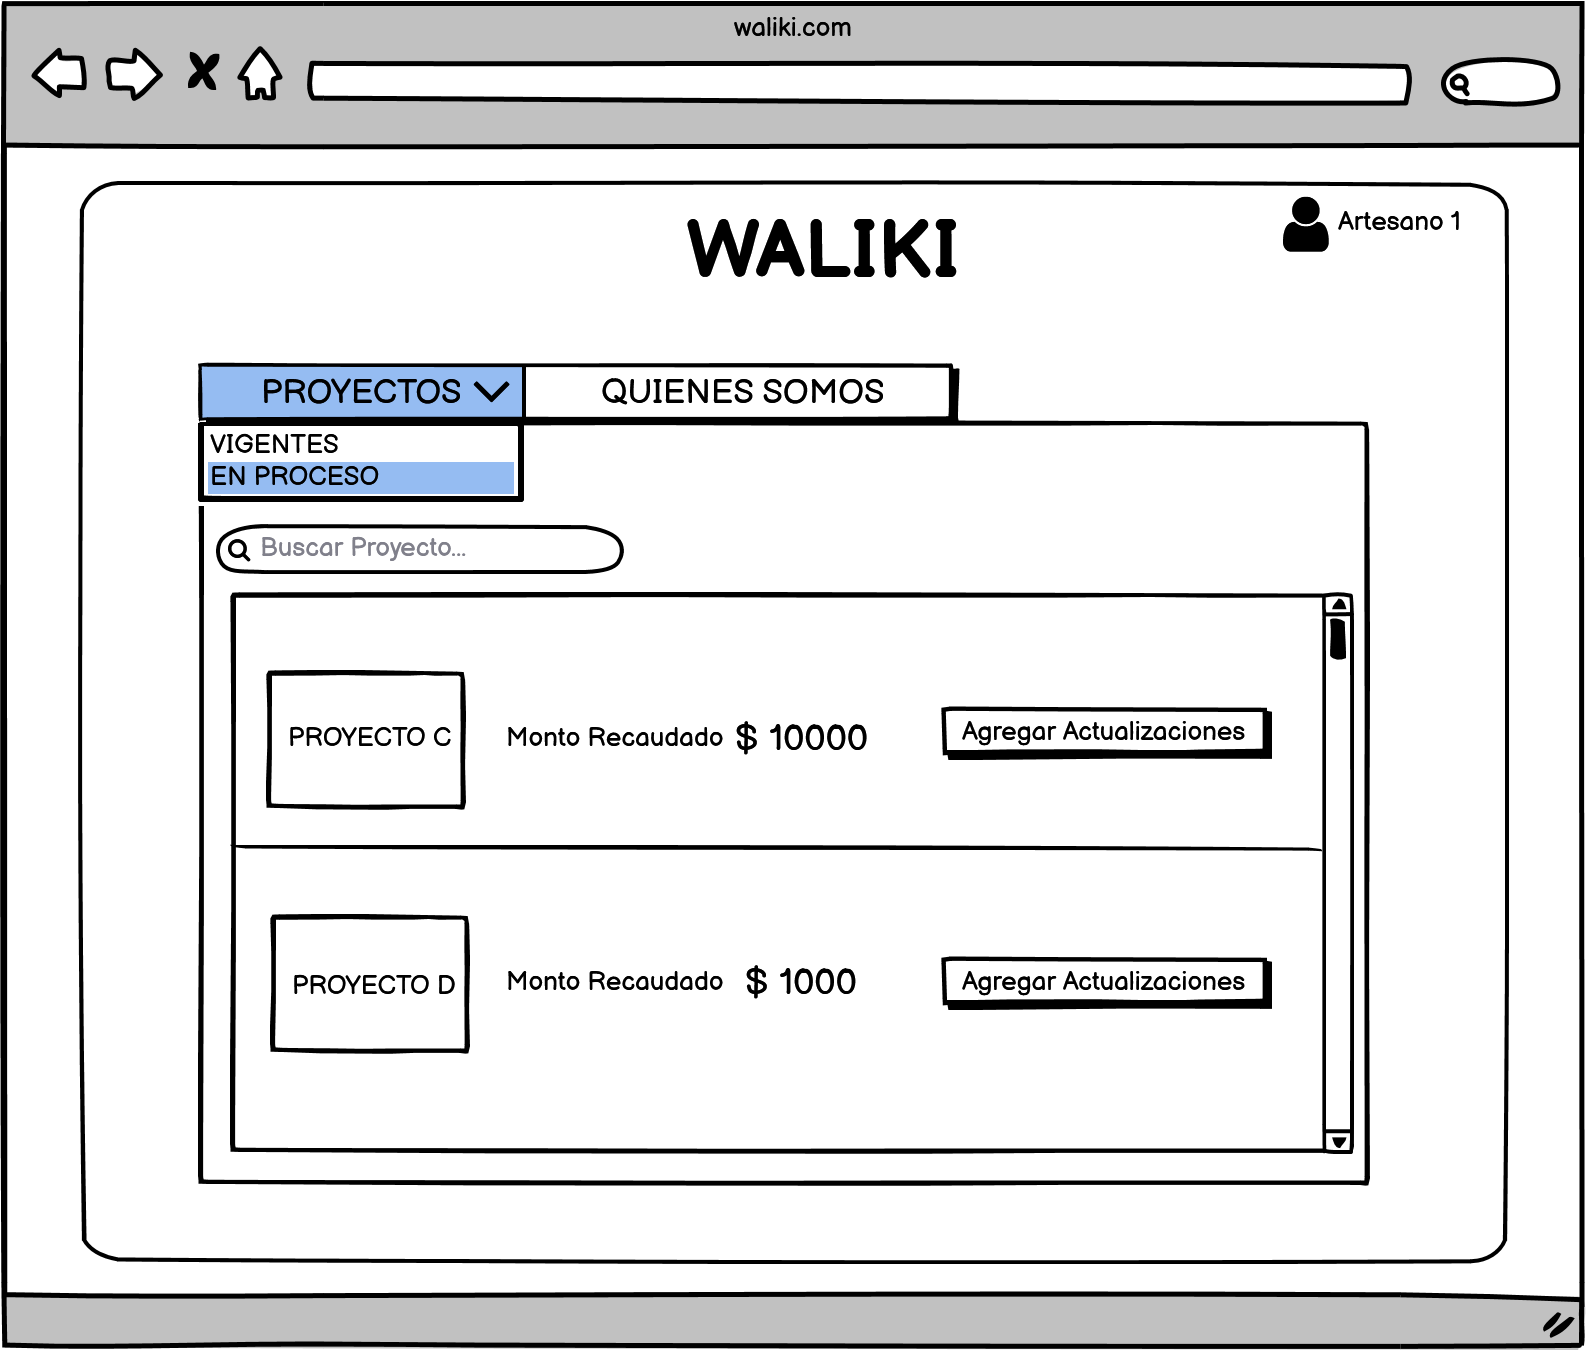 waliki.com
WALIKI
Artesano 1
PROYECTOS
QUIENES SOMOS
VIGENTES
EN PROCESO
Buscar Proyecto...
PROYECTO C
Monto Recaudado $ 10000
Agregar Actualizaciones
PROYECTO D
Monto Recaudado $ 1000
Agregar Actualizaciones